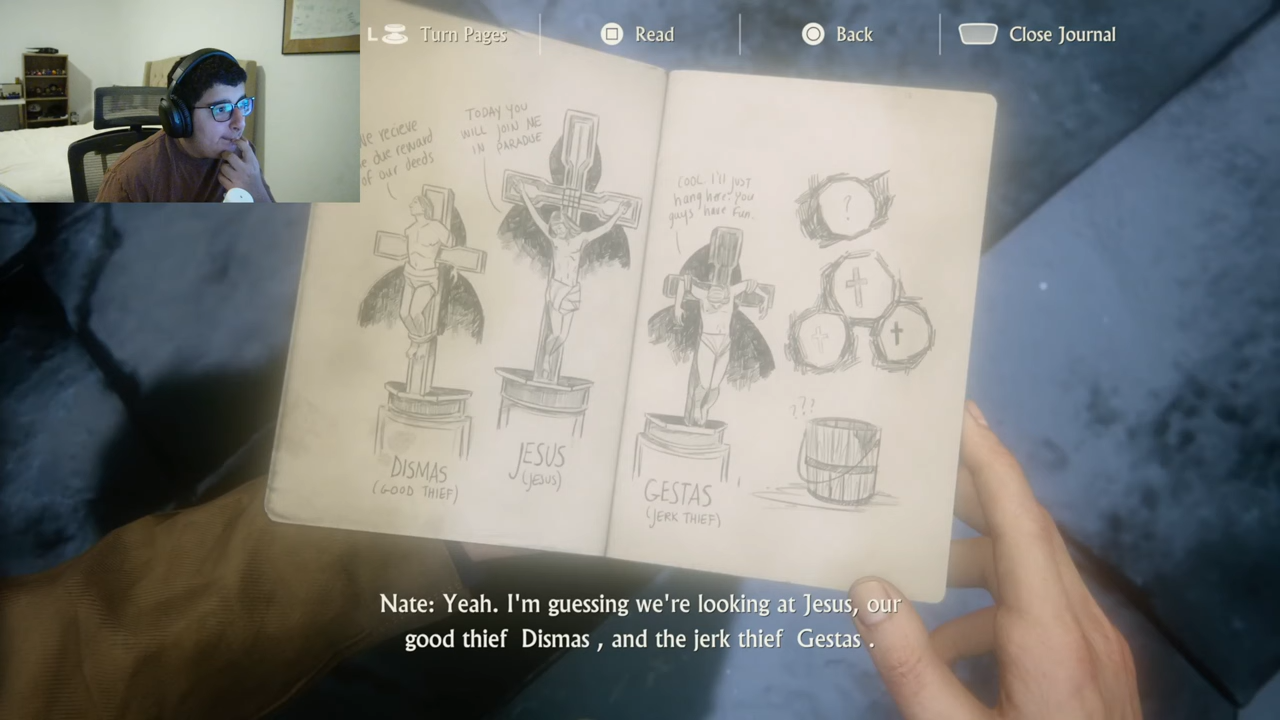 L Turn Pages
Read
Back
Close Journal
recieve
due reward
of our deeds
TODAY YOU
WILL JOIN ME
IN PARADISE
COOL. I'll JUST
hang here. You
guys have fun.
?
???
DISMAS
(GOOD THIEF)
JESUS
(JESUS)
GESTAS
(JERK THIEF)
Nate: Yeah. I'm guessing we're looking at Jesus, our
good thief Dismas , and the jerk thief Gestas .